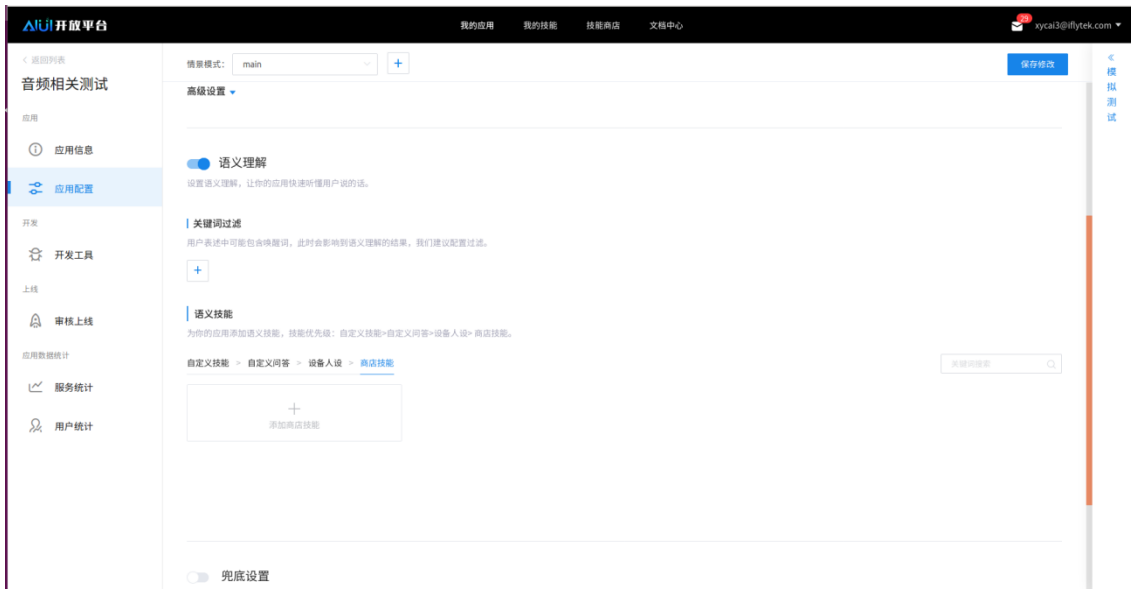 AIUI开放平台
我的应用 我的技能 技能商店 文档中心
29
xycai3@iflytek.com
< 返回列表
音频相关测试
应用
应用信息
应用配置
开发
开发工具
上线
审核上线
应用数据统计
服务统计
用户统计
情景模式: main
保存修改
高级设置
语义理解
设置语义理解，让你的应用快速听懂用户说的话。
关键词过滤
用户表述中可能包含唤醒词，此时会影响到语义理解的结果，我们建议配置过滤。
+
语义技能
为你的应用添加语义技能，技能优先级：自定义技能>自定义问答>设备人设> 商店技能。
自定义技能 > 自定义问答 > 设备人设 > 商店技能
关键词搜索
添加商店技能
兜底设置
模拟测试